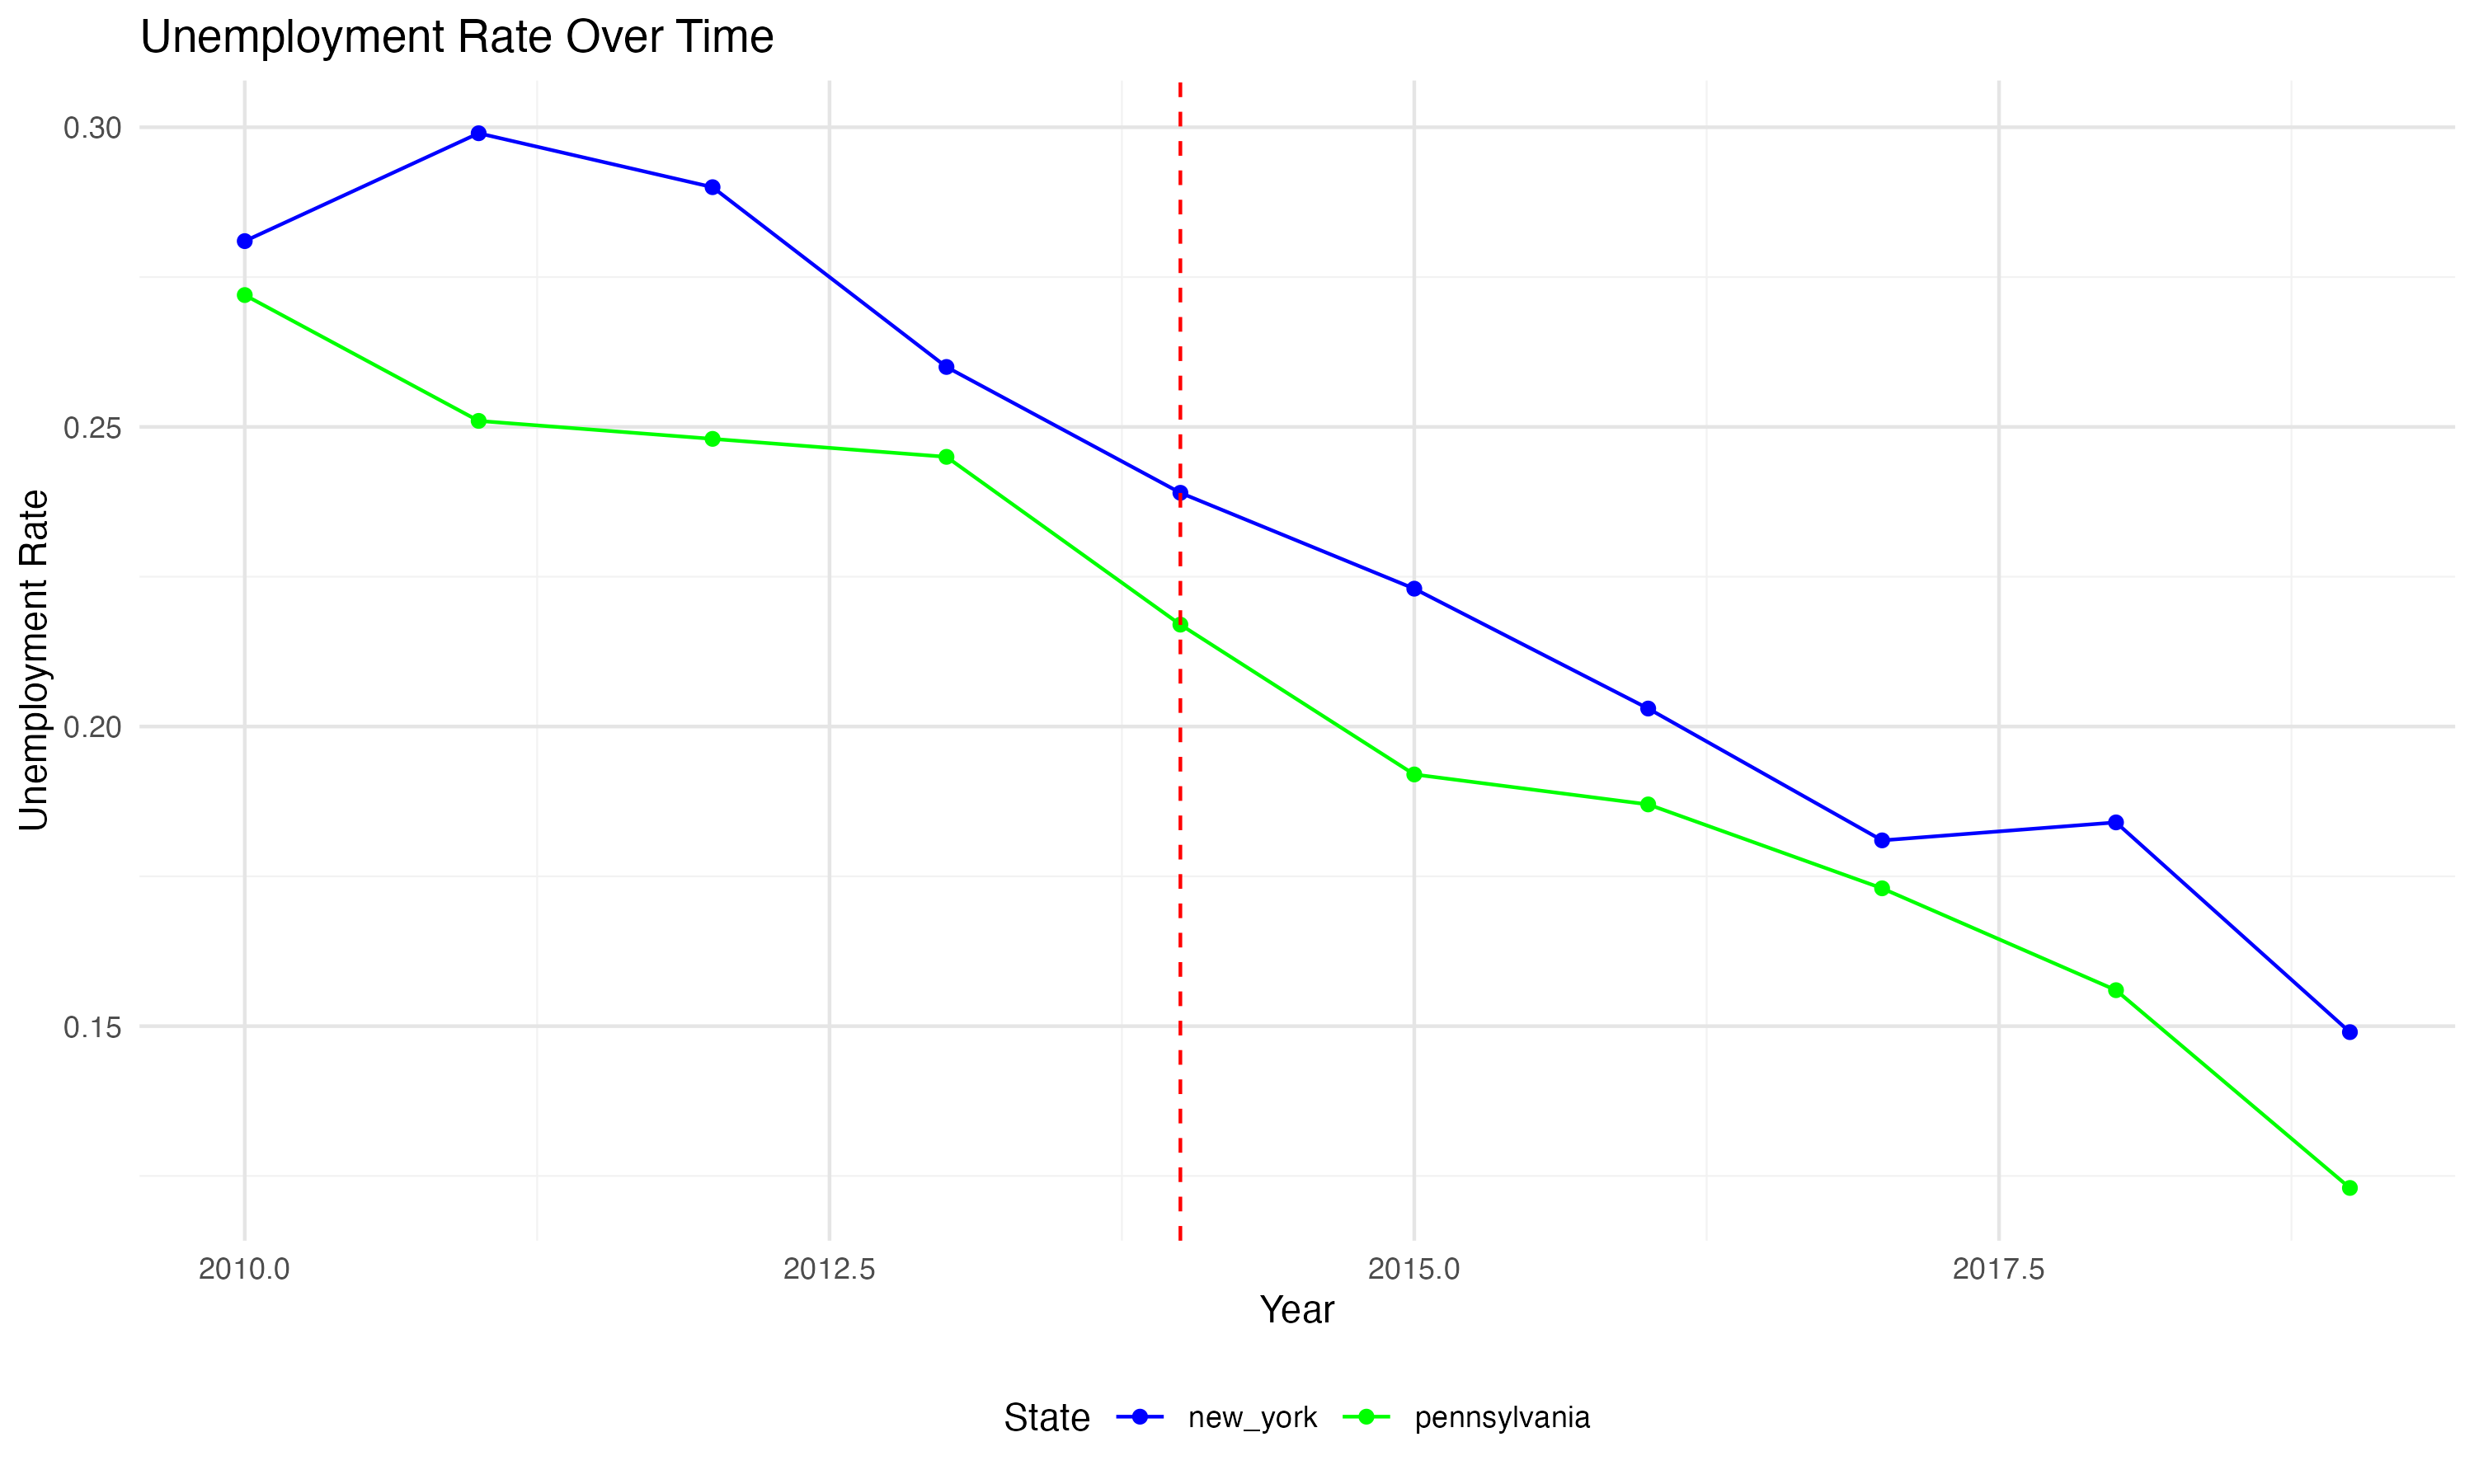 Unemployment Rate Over Time
Unemployment Rate
0.30
0.25
0.20
0.15
2010.0 2012.5 2015.0 2017.5
Year
State new_york pennsylvania